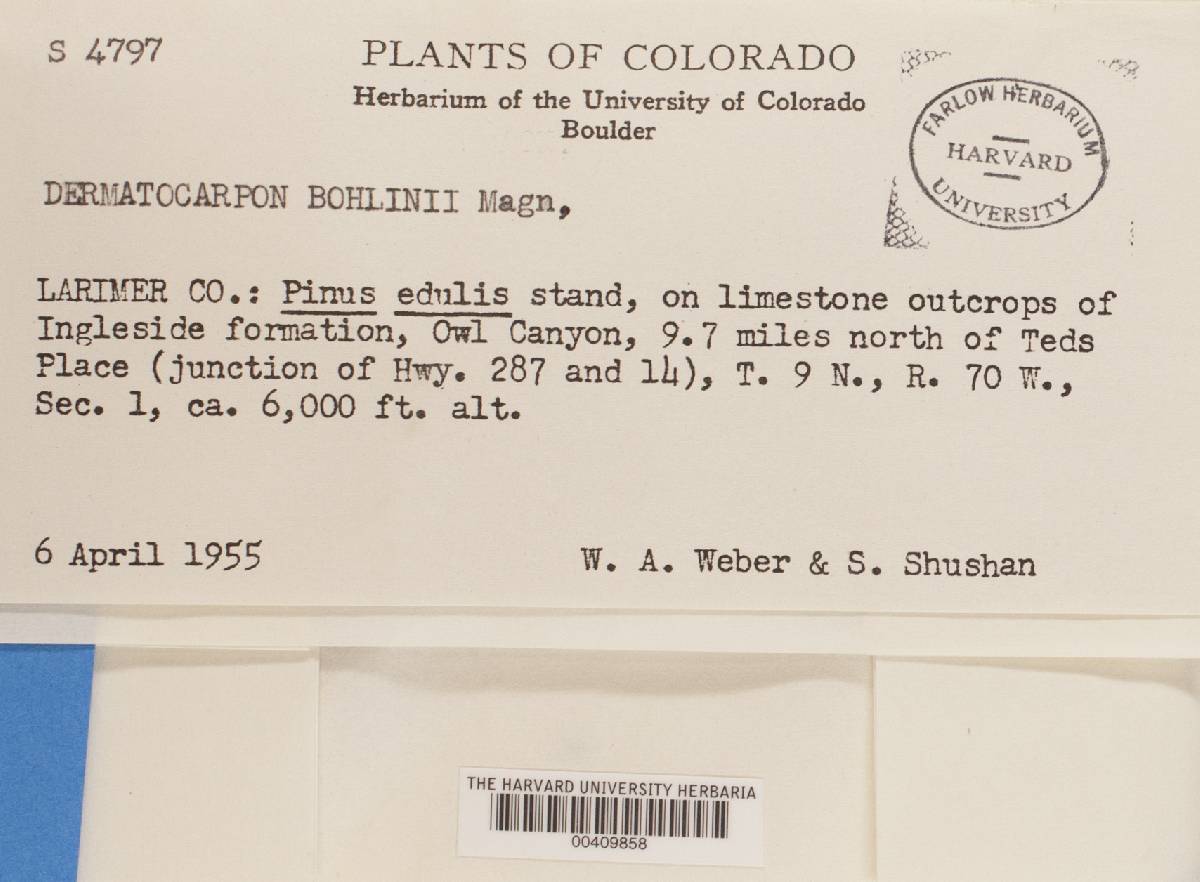 S 4797
PLANTS OF COLORADO
Herbarium of the University of Colorado
Boulder
FARLOW HERBARIUM
HARVARD
UNIVERSITY
DERMATOCARPON BOHLINII Magn,
LARIMER CO.: Pinus edulis stand, on limestone outcrops of
Ingleside formation, Owl Canyon, 9.7 miles north of Teds
Place (junction of Hwy. 287 and 14), T. 9 N., R. 70 W.,
Sec. 1, ca. 6,000 ft. alt.
6 April 1955
W. A. Weber & S. Shushan
THE HARVARD UNIVERSITY HERBARIA
00409858